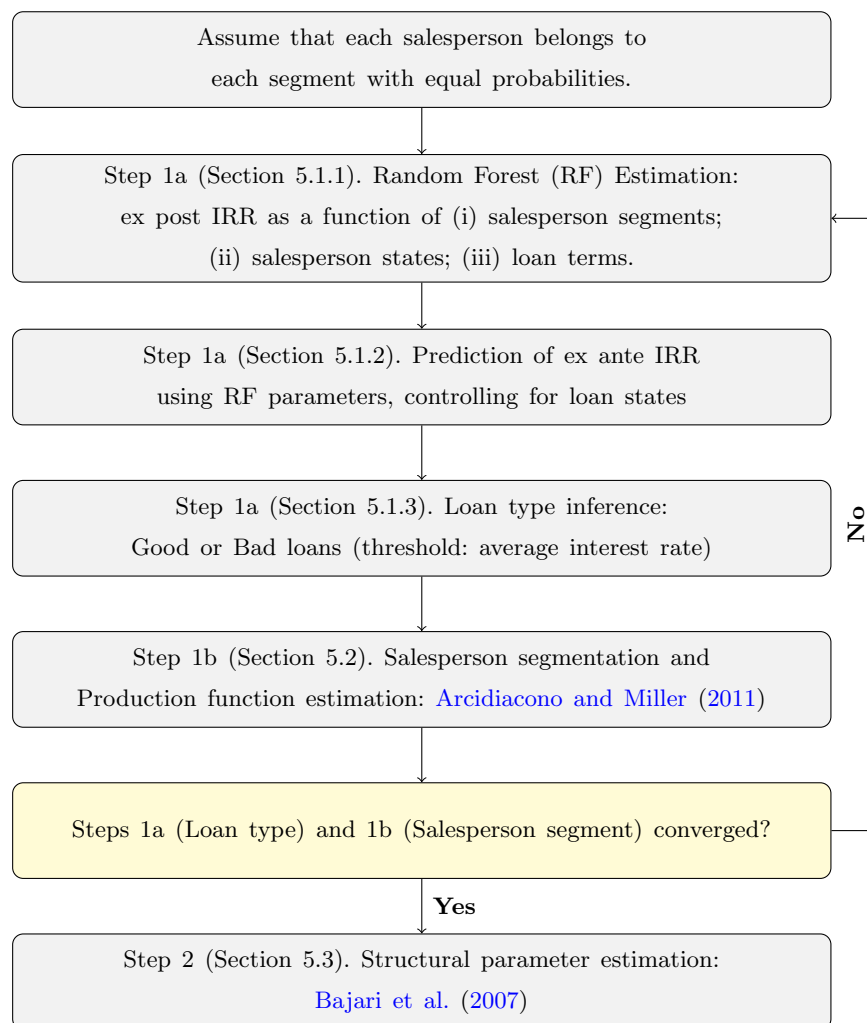 Assume that each salesperson belongs to
each segment with equal probabilities.
Step 1a (Section 5.1.1). Random Forest (RF) Estimation:
ex post IRR as a function of (i) salesperson segments;
(ii) salesperson states; (iii) loan terms.
Step 1a (Section 5.1.2). Prediction of ex ante IRR
using RF parameters, controlling for loan states
Step 1a (Section 5.1.3). Loan type inference:
Good or Bad loans (threshold: average interest rate)
No
Step 1b (Section 5.2). Salesperson segmentation and
Production function estimation: Arcidiacono and Miller (2011)
Steps 1a (Loan type) and 1b (Salesperson segment) converged?
Yes
Step 2 (Section 5.3). Structural parameter estimation:
Bajari et al. (2007)